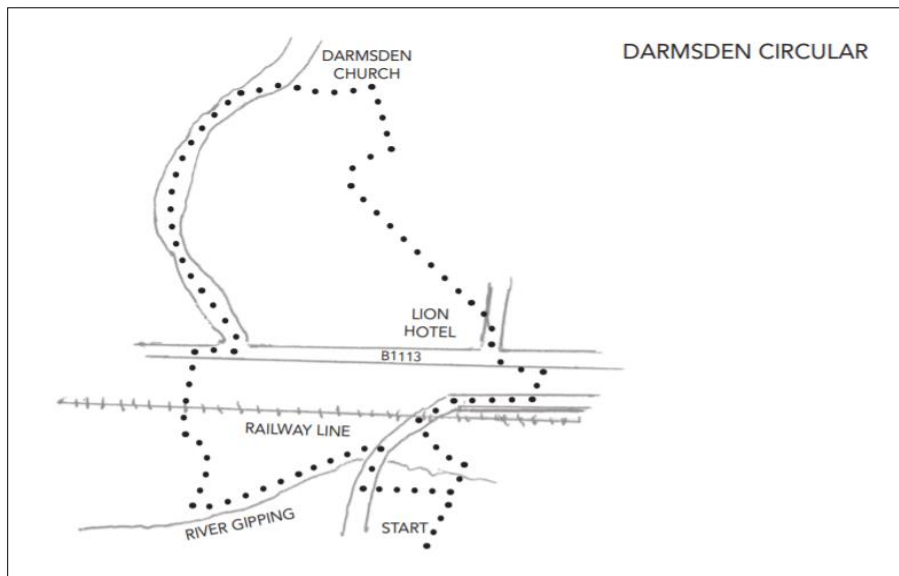 DARMSDEN CIRCULAR
DARMSDEN
CHURCH
LION
HOTEL
B1113
RAILWAY LINE
RIVER GIPPING
START